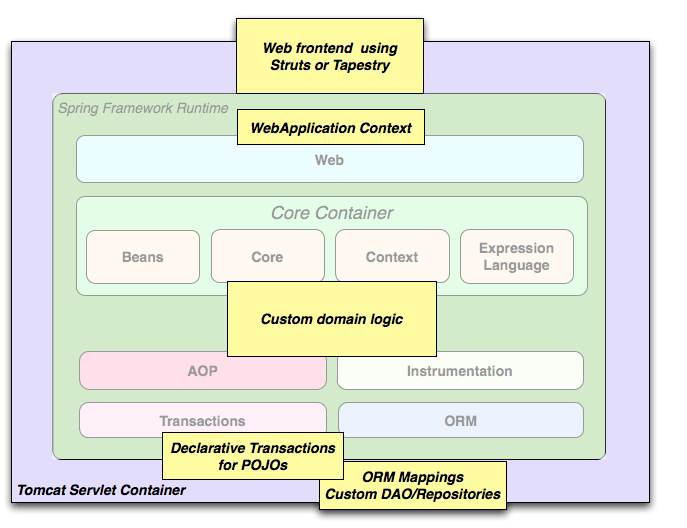 Web frontend using
Struts or Tapestry
Spring Framework Runtime
WebApplication Context
Web
Core Container
Beans
Core
Context
Expression
Language
Custom domain logic
AOP
Instrumentation
Transactions
ORM
Declarative Transactions
for POJOs
ORM Mappings
Custom DAO/Repositories
Tomcat Servlet Container